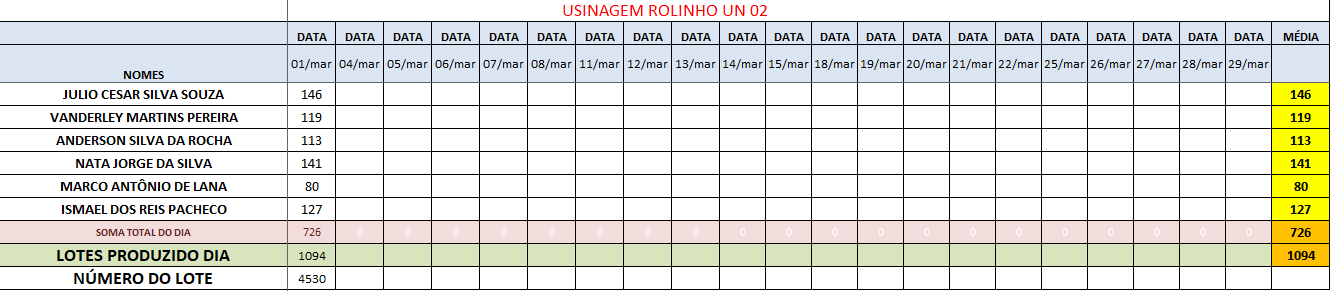 USINAGEM ROLINHO UN 02
DATA DATA DATA DATA DATA DATA DATA DATA DATA DATA DATA DATA DATA DATA DATA DATA DATA DATA DATA DATA DATA MÉDIA
NOMES 01/mar 04/mar 05/mar 06/mar 07/mar 08/mar 11/mar 12/mar 13/mar 14/mar 15/mar 18/mar 19/mar 20/mar 21/mar 22/mar 25/mar 26/mar 27/mar 28/mar 29/mar
JULIO CESAR SILVA SOUZA 146 146
VANDERLEY MARTINS PEREIRA 119 119
ANDERSON SILVA DA ROCHA 113 113
NATA JORGE DA SILVA 141 141
MARCO ANTÔNIO DE LANA 80 80
ISMAEL DOS REIS PACHECO 127 127
SOMA TOTAL DO DIA 726 0 0 0 0 0 0 0 0 0 0 0 0 0 0 0 0 0 0 0 0 726
LOTES PRODUZIDO DIA 1094 1094
NÚMERO DO LOTE 4530